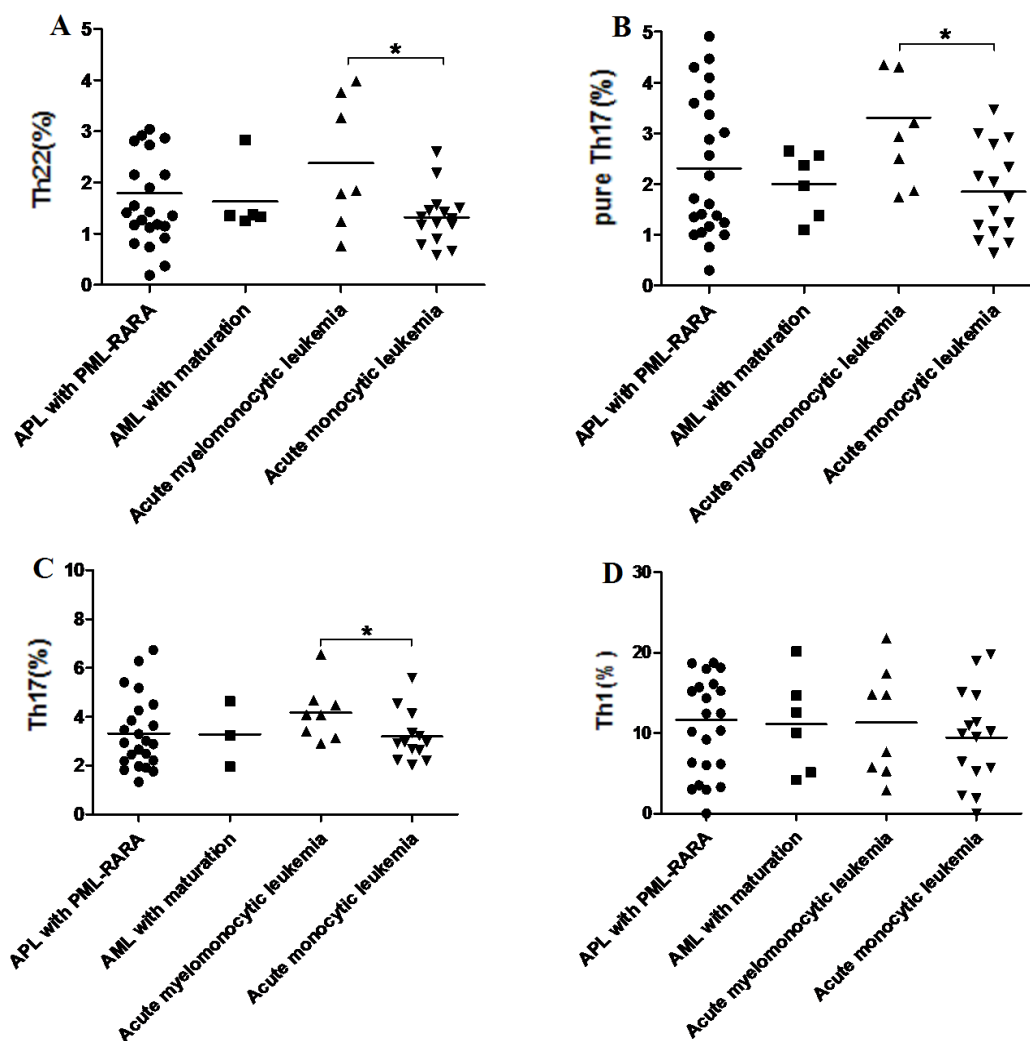 A
Th22(%)
5
4
3
2
1
0
*
APL with PML-RARA
AML with maturation
Acute myelomonocytic leukemia
Acute monocytic leukemia
B
pure Th17(%)
5
4
3
2
1
0
*
APL with PML-RARA
AML with maturation
Acute myelomonocytic leukemia
Acute monocytic leukemia
C
Th17(%)
10
8
6
4
2
0
*
APL with PML-RARA
AML with maturation
Acute myelomonocytic leukemia
Acute monocytic leukemia
D
Th1(%)
30
20
10
0
APL with PML-RARA
AML with maturation
Acute myelomonocytic leukemia
Acute monocytic leukemia